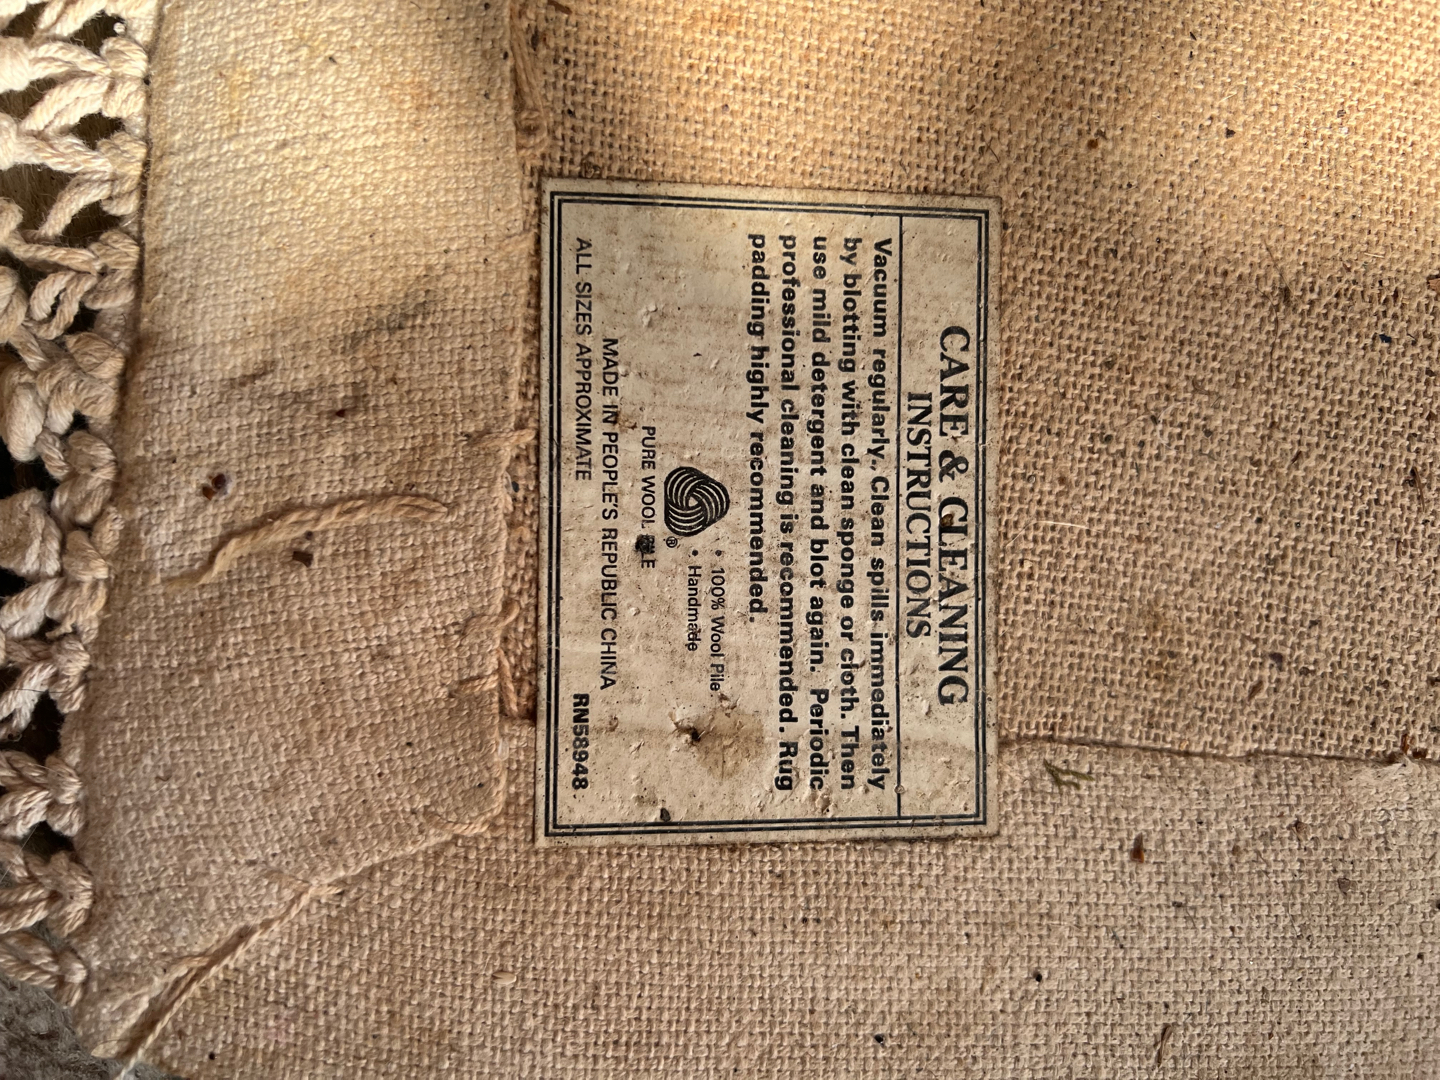 CARE & CLEANING
INSTRUCTIONS
Vacuum regularly. Clean spills immediately
by blotting with clean sponge or cloth. Then
use mild detergent and blot again. Periodic
professional cleaning is recommended. Rug
padding highly recommended.
• 100% Wool Pile
• Handmade
®
PURE WOOL
MADE IN PEOPLE'S REPUBLIC CHINA
ALL SIZES APPROXIMATE
RN58948